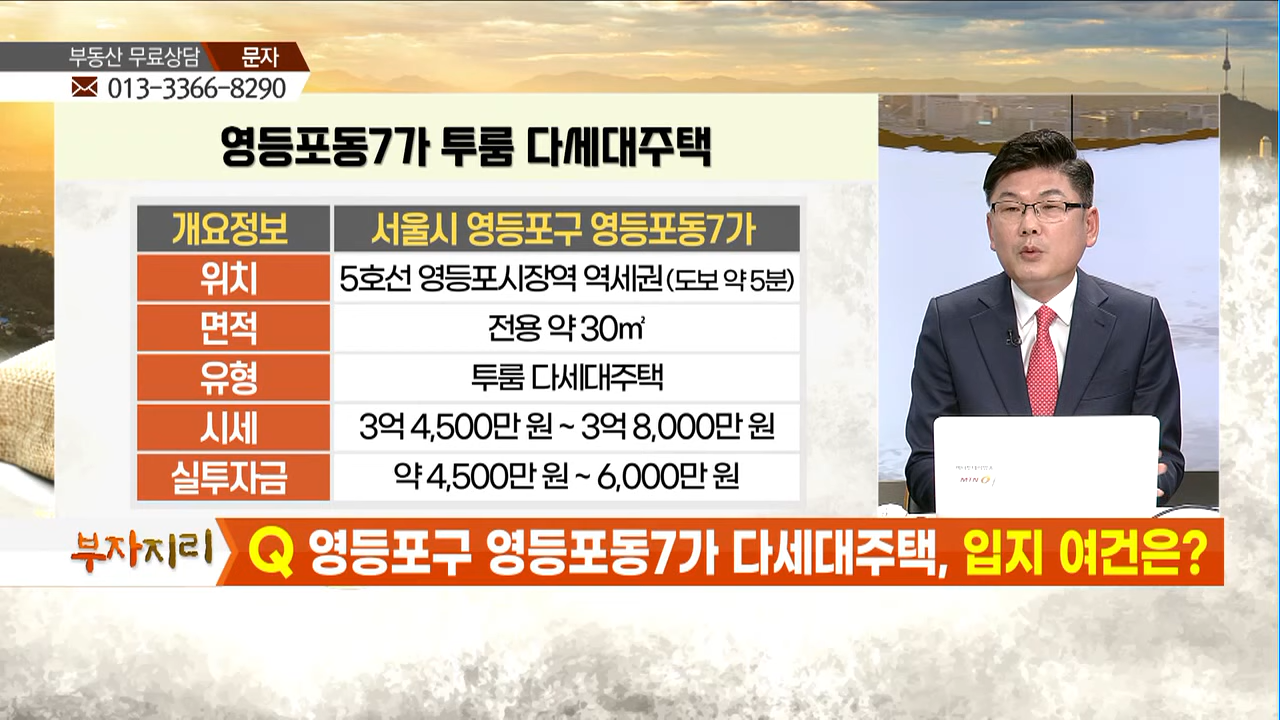 부동산 무료상담 문자
013-3366-8290
영등포동7가 투룸 다세대주택
개요정보 서울시 영등포구 영등포동7가
위치 5호선 영등포시장역 역세권 (도보 약 5분)
면적 전용 약 30㎡
유형 투룸 다세대주택
시세 3억 4,500만 원 ~ 3억 8,000만 원
실투자금 약 4,500만 원 ~ 6,000만 원
부자지리 Q 영등포구 영등포동7가 다세대주택, 입지 여건은?